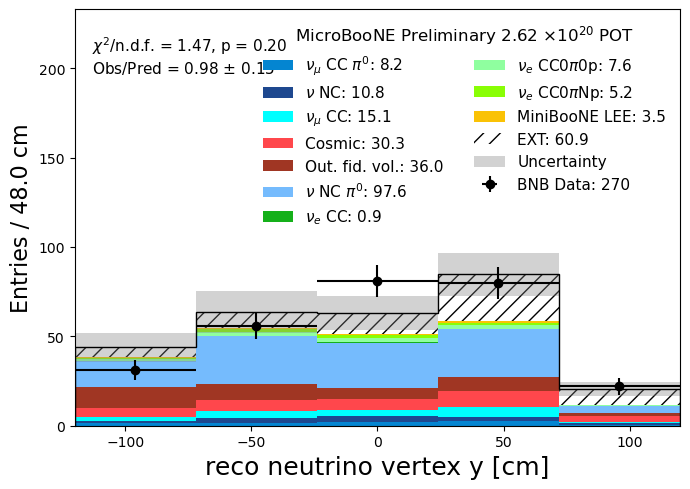 MicroBooNE Preliminary 2.62 ×10²⁰ POT
χ²/n.d.f. = 1.47, p = 0.20
Obs/Pred = 0.98 ± 0.15
ν_μ CC π⁰: 8.2
ν NC: 10.8
ν_μ CC: 15.1
Cosmic: 30.3
Out. fid. vol.: 36.0
ν NC π⁰: 97.6
ν_e CC: 0.9
ν_e CC0π0p: 7.6
ν_e CC0πNp: 5.2
MiniBooNE LEE: 3.5
EXT: 60.9
Uncertainty
BNB Data: 270
Entries / 48.0 cm
200
150
100
50
0
−100
−50
0
50
100
reco neutrino vertex y [cm]